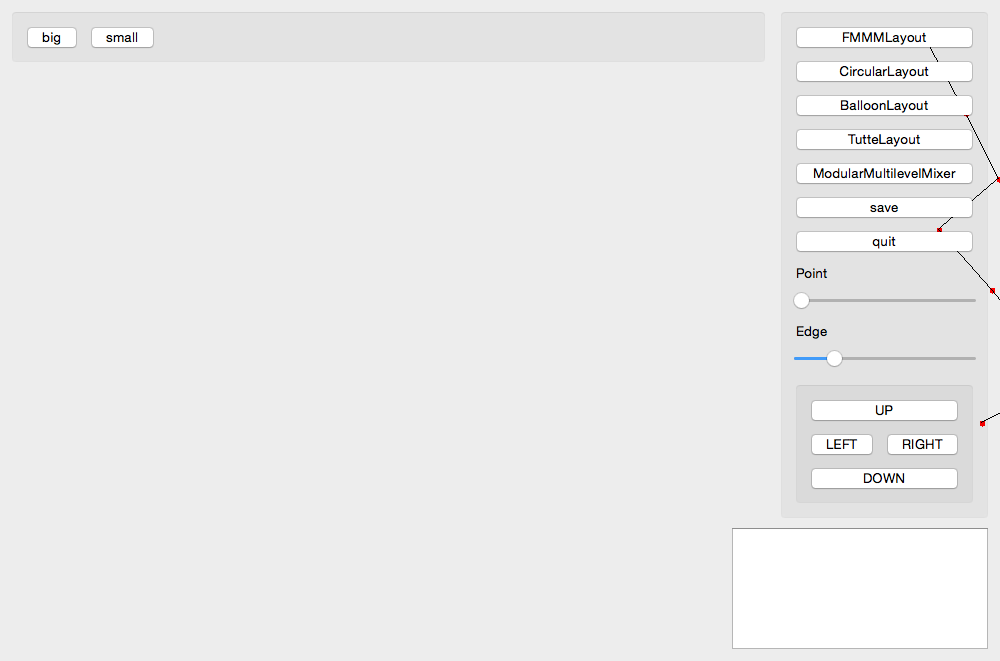 big
small
FMMMLayout
CircularLayout
BalloonLayout
TutteLayout
ModularMultilevelMixer
save
quit
Point
Edge
UP
LEFT RIGHT
DOWN